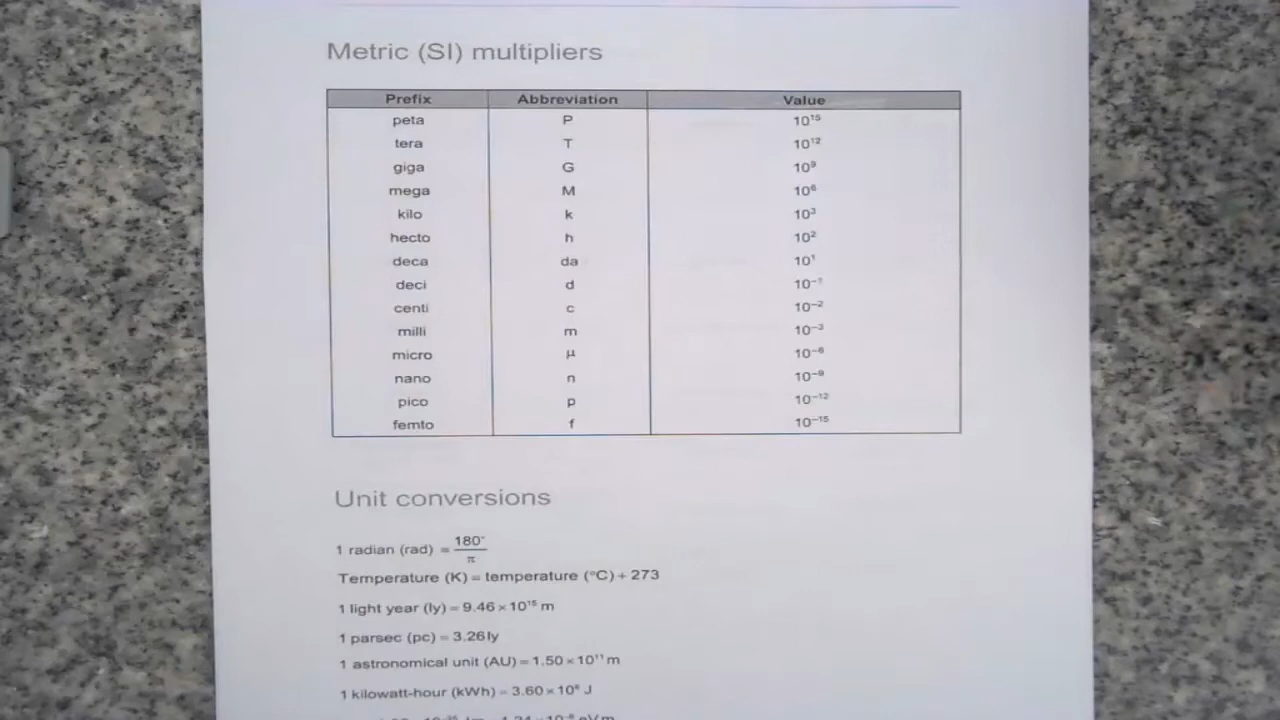 Metric (SI) multipliers
Prefix Abbreviation Value
peta P 10¹⁵
tera T 10¹²
giga G 10⁹
mega M 10⁶
kilo k 10³
hecto h 10²
deca da 10¹
deci d 10⁻¹
centi c 10⁻²
milli m 10⁻³
micro μ 10⁻⁶
nano n 10⁻⁹
pico p 10⁻¹²
femto f 10⁻¹⁵
Unit conversions
1 radian (rad) = 180°/π
Temperature (K) = temperature (°C) + 273
1 light year (ly) = 9.46 × 10¹⁵ m
1 parsec (pc) = 3.26 ly
1 astronomical unit (AU) = 1.50 × 10¹¹ m
1 kilowatt-hour (kWh) = 3.60 × 10⁶ J